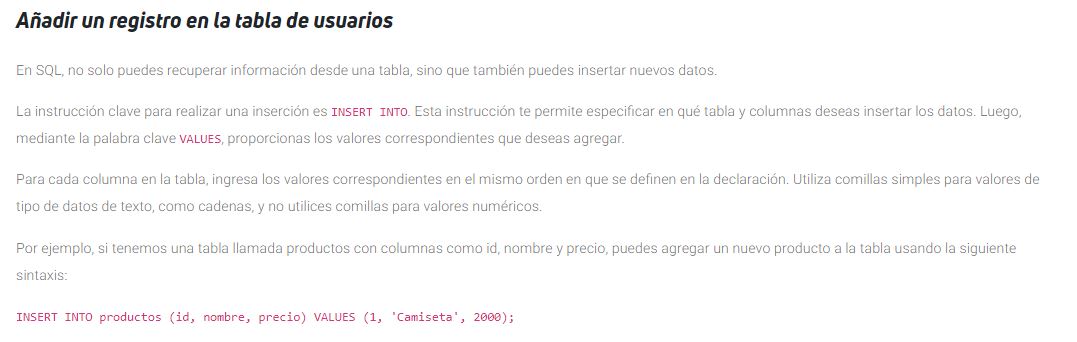 Añadir un registro en la tabla de usuarios
En SQL, no solo puedes recuperar información desde una tabla, sino que también puedes insertar nuevos datos.
La instrucción clave para realizar una inserción es INSERT INTO. Esta instrucción te permite especificar en qué tabla y columnas deseas insertar los datos. Luego,
mediante la palabra clave VALUES, proporcionas los valores correspondientes que deseas agregar.
Para cada columna en la tabla, ingresa los valores correspondientes en el mismo orden en que se definen en la declaración. Utiliza comillas simples para valores de
tipo de datos de texto, como cadenas, y no utilices comillas para valores numéricos.
Por ejemplo, si tenemos una tabla llamada productos con columnas como id, nombre y precio, puedes agregar un nuevo producto a la tabla usando la siguiente
sintaxis:
INSERT INTO productos (id, nombre, precio) VALUES (1, 'Camiseta', 2000);